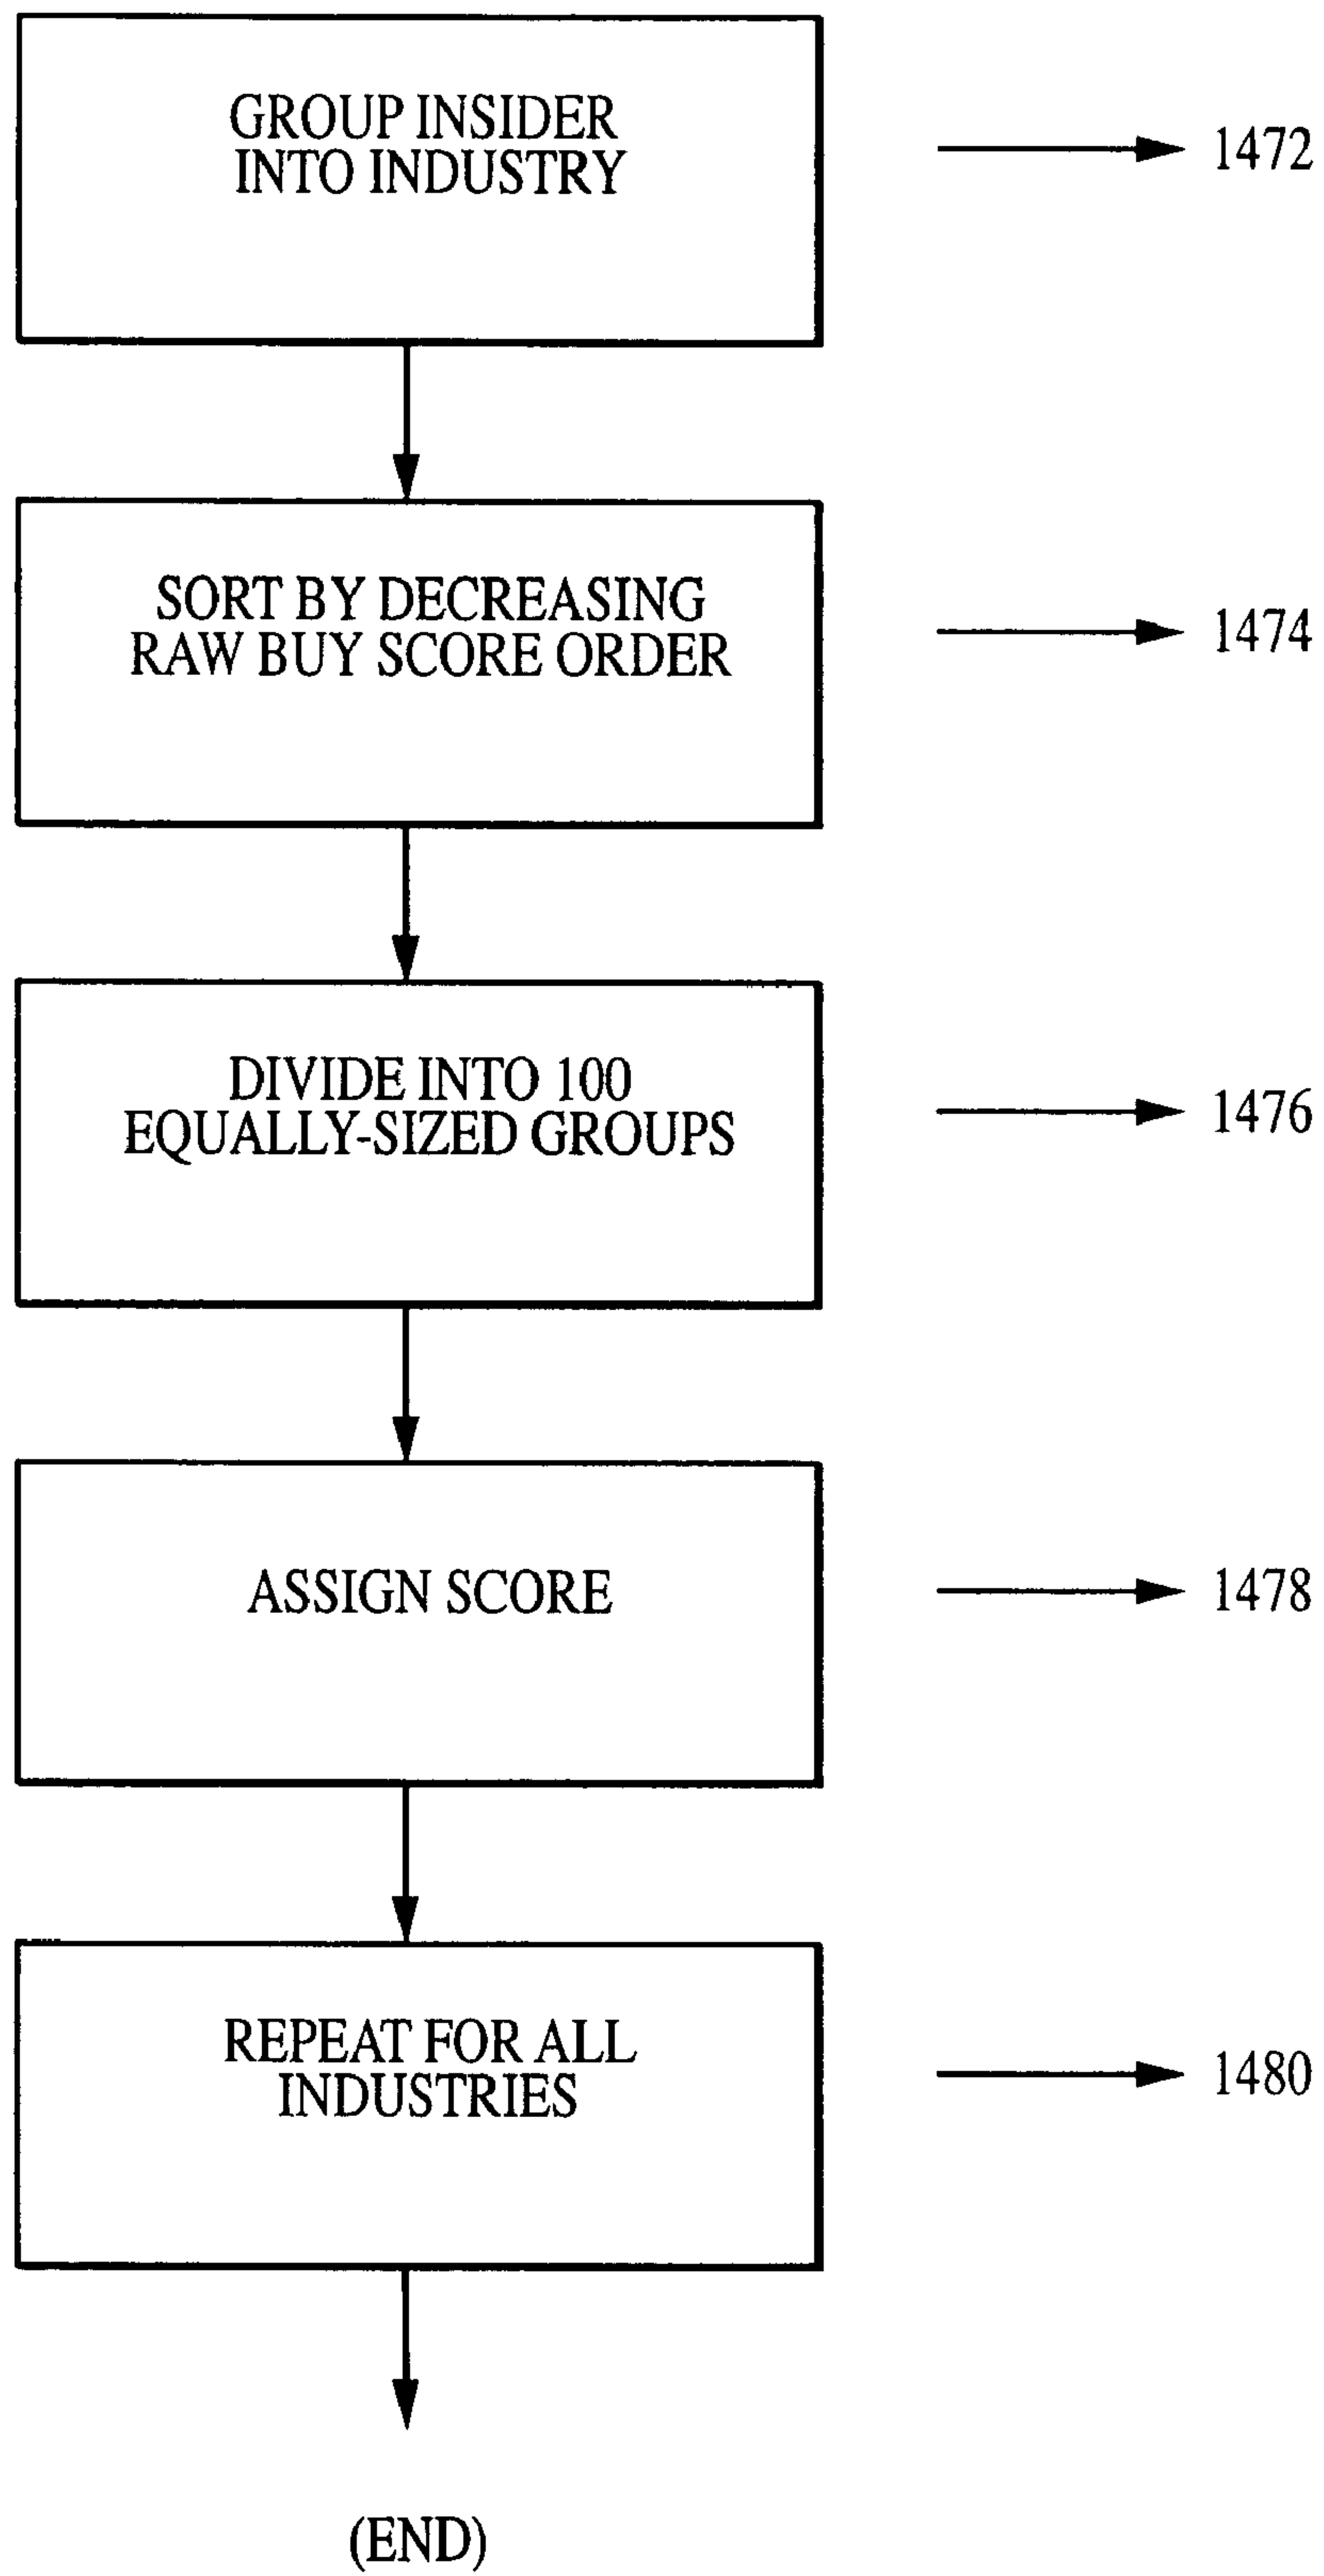 GROUP INSIDER
INTO INDUSTRY
1472
SORT BY DECREASING
RAW BUY SCORE ORDER
1474
DIVIDE INTO 100
EQUALLY-SIZED GROUPS
1476
ASSIGN SCORE
1478
REPEAT FOR ALL
INDUSTRIES
1480
(END)